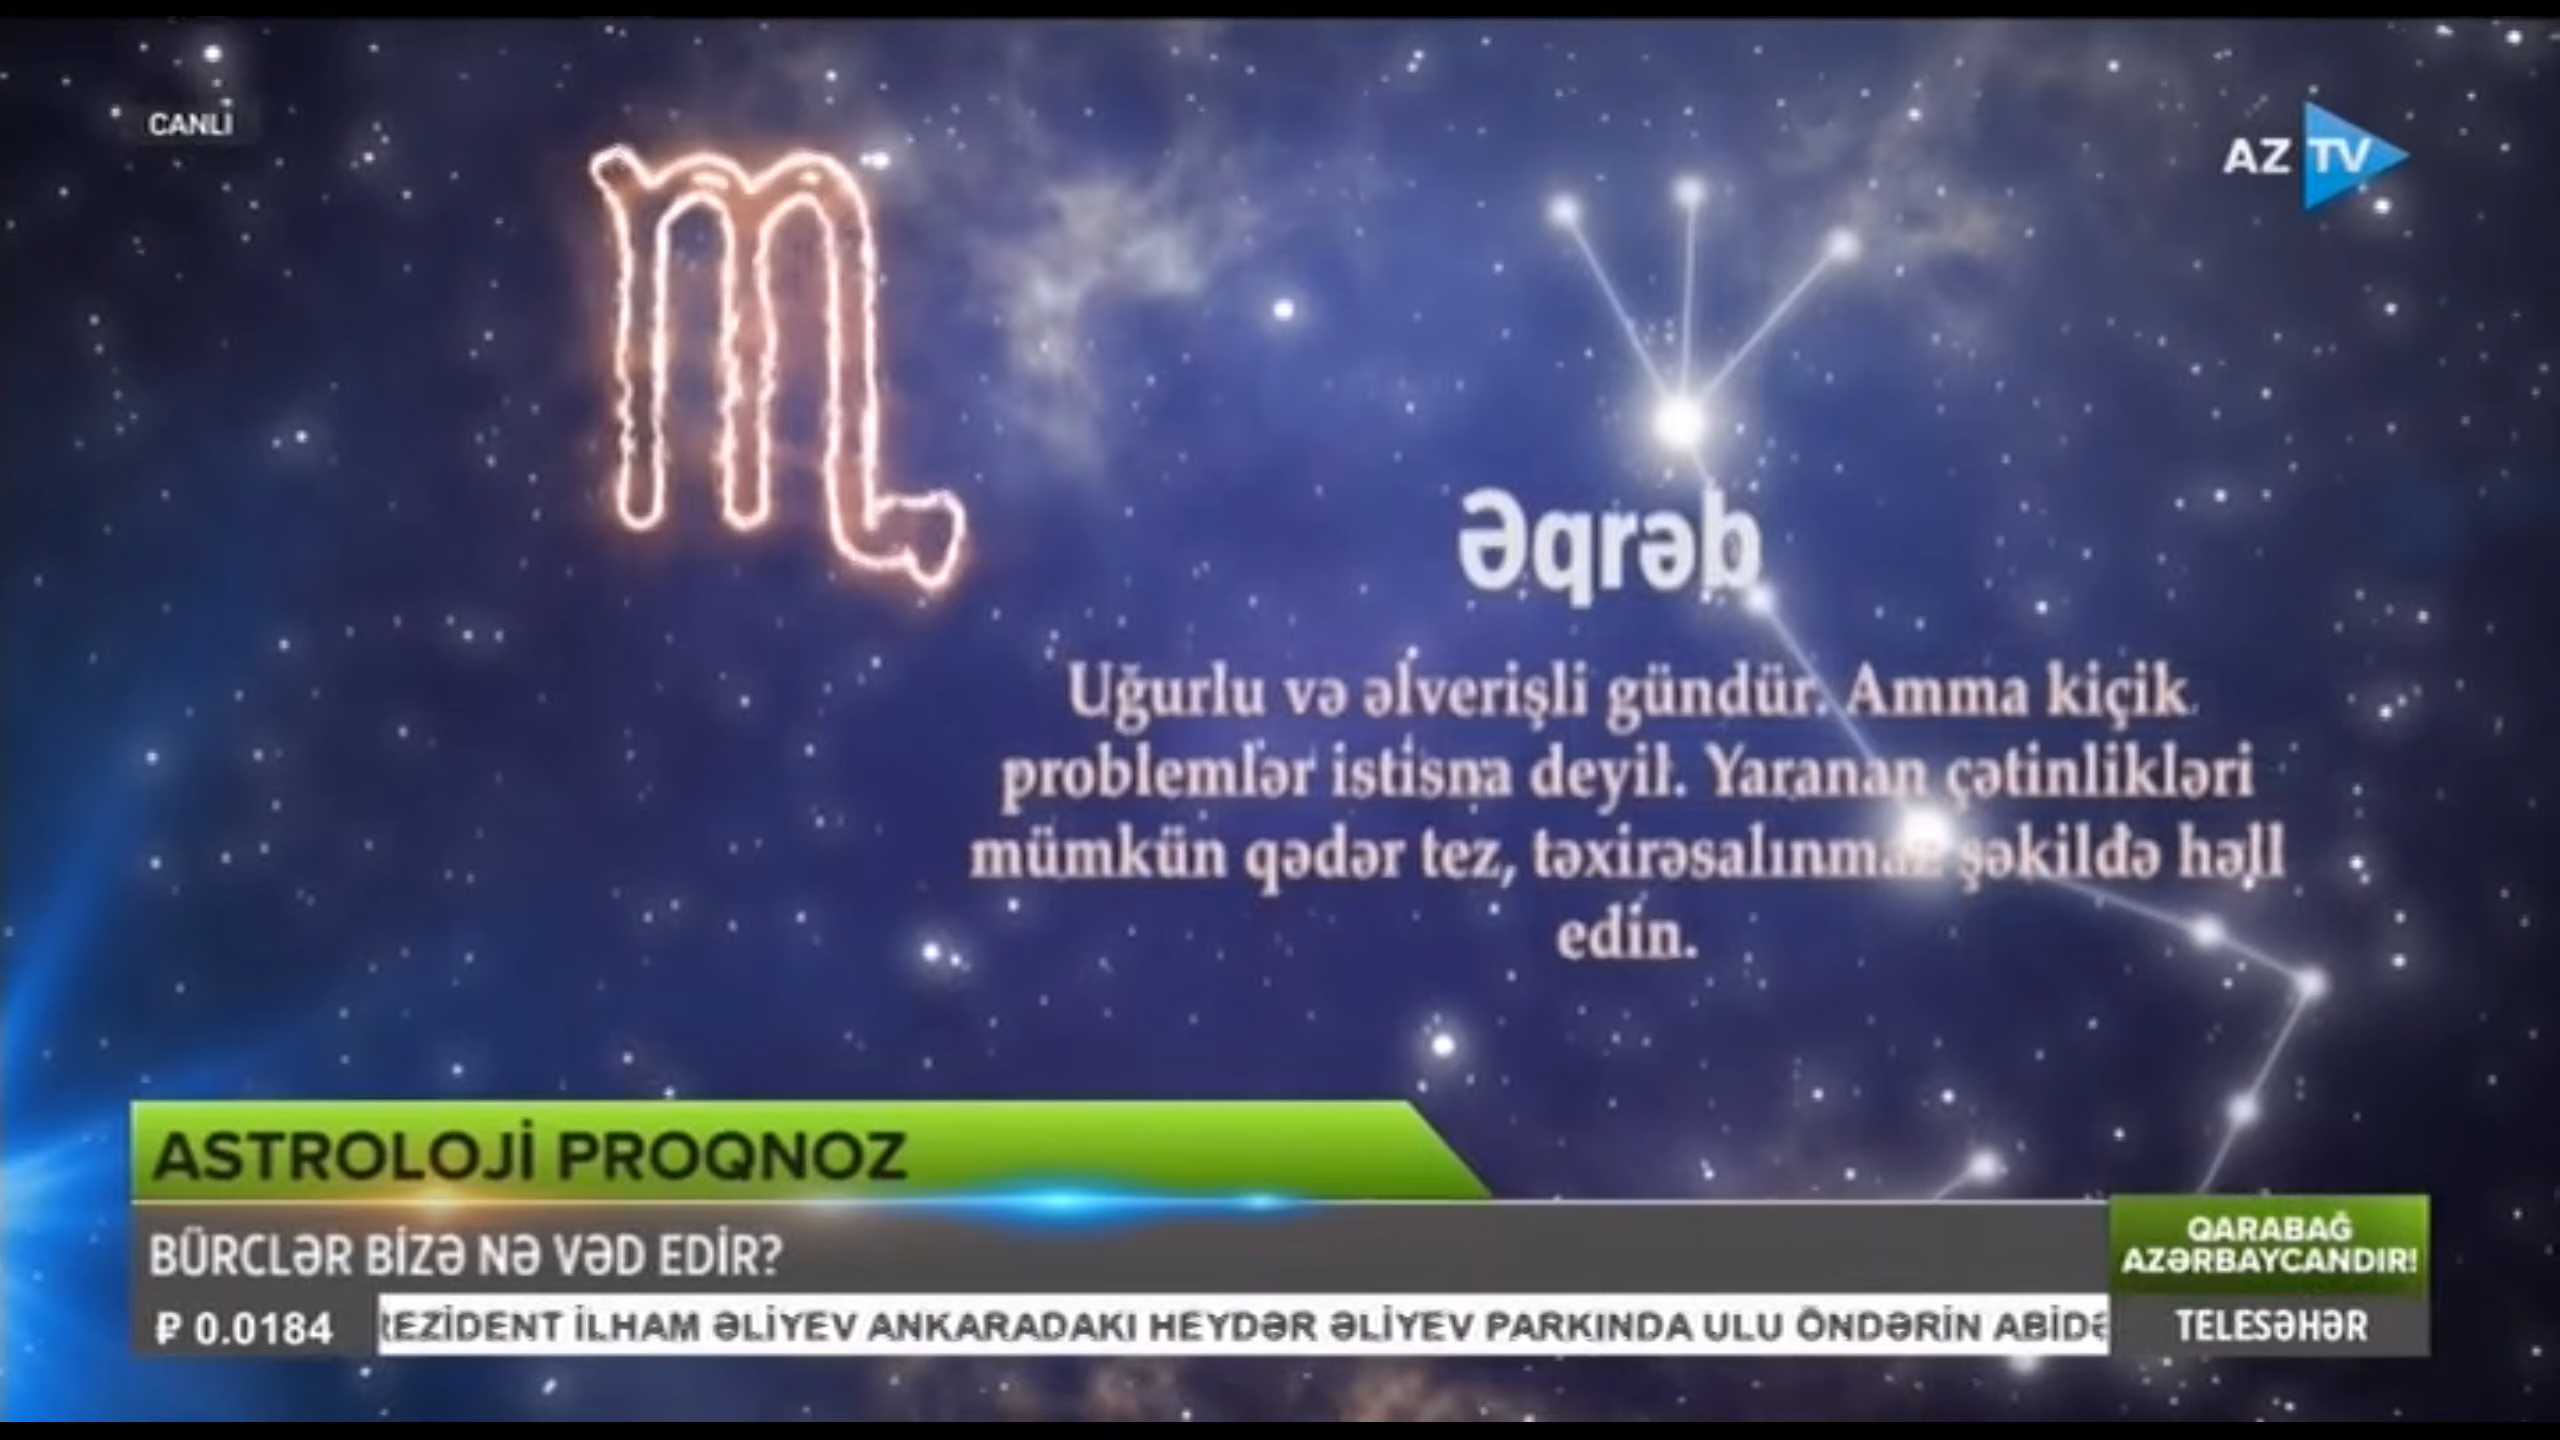 CANLİ
AZ TV
Əqrəb
Uğurlu və əlverişli gündür. Amma kiçik
problemlər istisna deyil. Yaranan çətinlikləri
mümkün qədər tez, təxirəsalınmaz şəkildə həll
edin.
ASTROLOJİ PROQNOZ
BÜRCLƏR BİZƏ NƏ VƏD EDİR?
QARABAĞ
AZƏRBAYCANDIR!
₽ 0.0184
REZİDENT İLHAM ƏLİYEV ANKARADAKI HEYDƏR ƏLİYEV PARKINDA ULU ÖNDƏRİN ABİDƏ
TELESƏHƏR